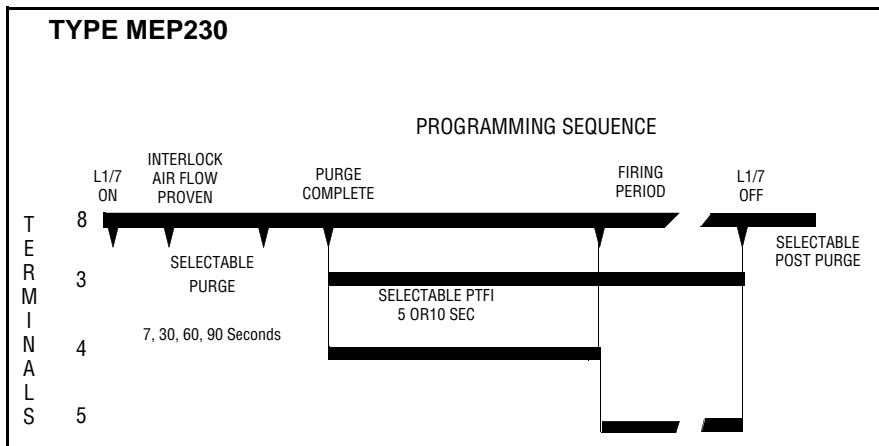 TYPE MEP230
PROGRAMMING SEQUENCE
L1/7
ON
INTERLOCK
AIR FLOW
PROVEN
PURGE
COMPLETE
FIRING
PERIOD
L1/7
OFF
TERMINALS
8
SELECTABLE
POST PURGE
SELECTABLE
PURGE
3
SELECTABLE PTFI
5 OR10 SEC
7, 30, 60, 90 Seconds
4
5